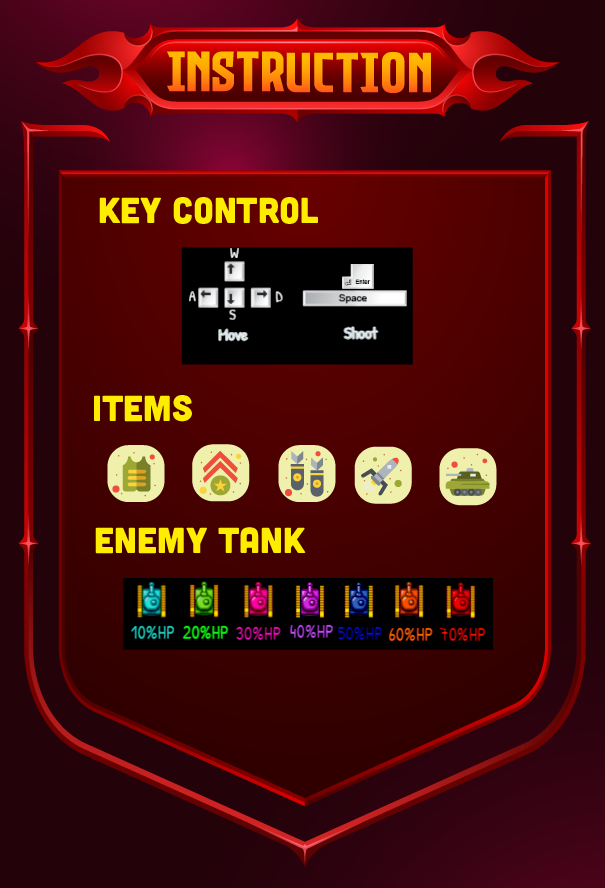 INSTRUCTION
KEY CONTROL
W
A D
S
Enter
Space
Move Shoot
ITEMS
ENEMY TANK
10%HP 20%HP 30%HP 40%HP 50%HP 60%HP 70%HP